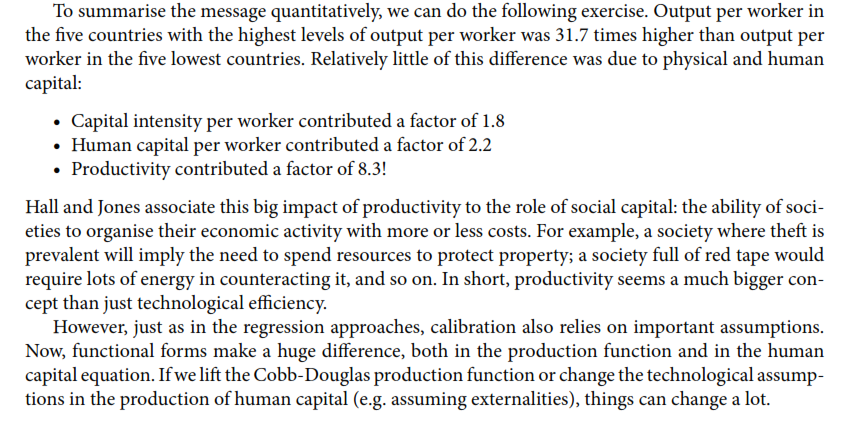 To summarise the message quantitatively, we can do the following exercise. Output per worker in
the five countries with the highest levels of output per worker was 31.7 times higher than output per
worker in the five lowest countries. Relatively little of this difference was due to physical and human
capital:
• Capital intensity per worker contributed a factor of 1.8
• Human capital per worker contributed a factor of 2.2
• Productivity contributed a factor of 8.3!
Hall and Jones associate this big impact of productivity to the role of social capital: the ability of soci-
eties to organise their economic activity with more or less costs. For example, a society where theft is
prevalent will imply the need to spend resources to protect property; a society full of red tape would
require lots of energy in counteracting it, and so on. In short, productivity seems a much bigger con-
cept than just technological efficiency.
However, just as in the regression approaches, calibration also relies on important assumptions.
Now, functional forms make a huge difference, both in the production function and in the human
capital equation. If we lift the Cobb-Douglas production function or change the technological assump-
tions in the production of human capital (e.g. assuming externalities), things can change a lot.